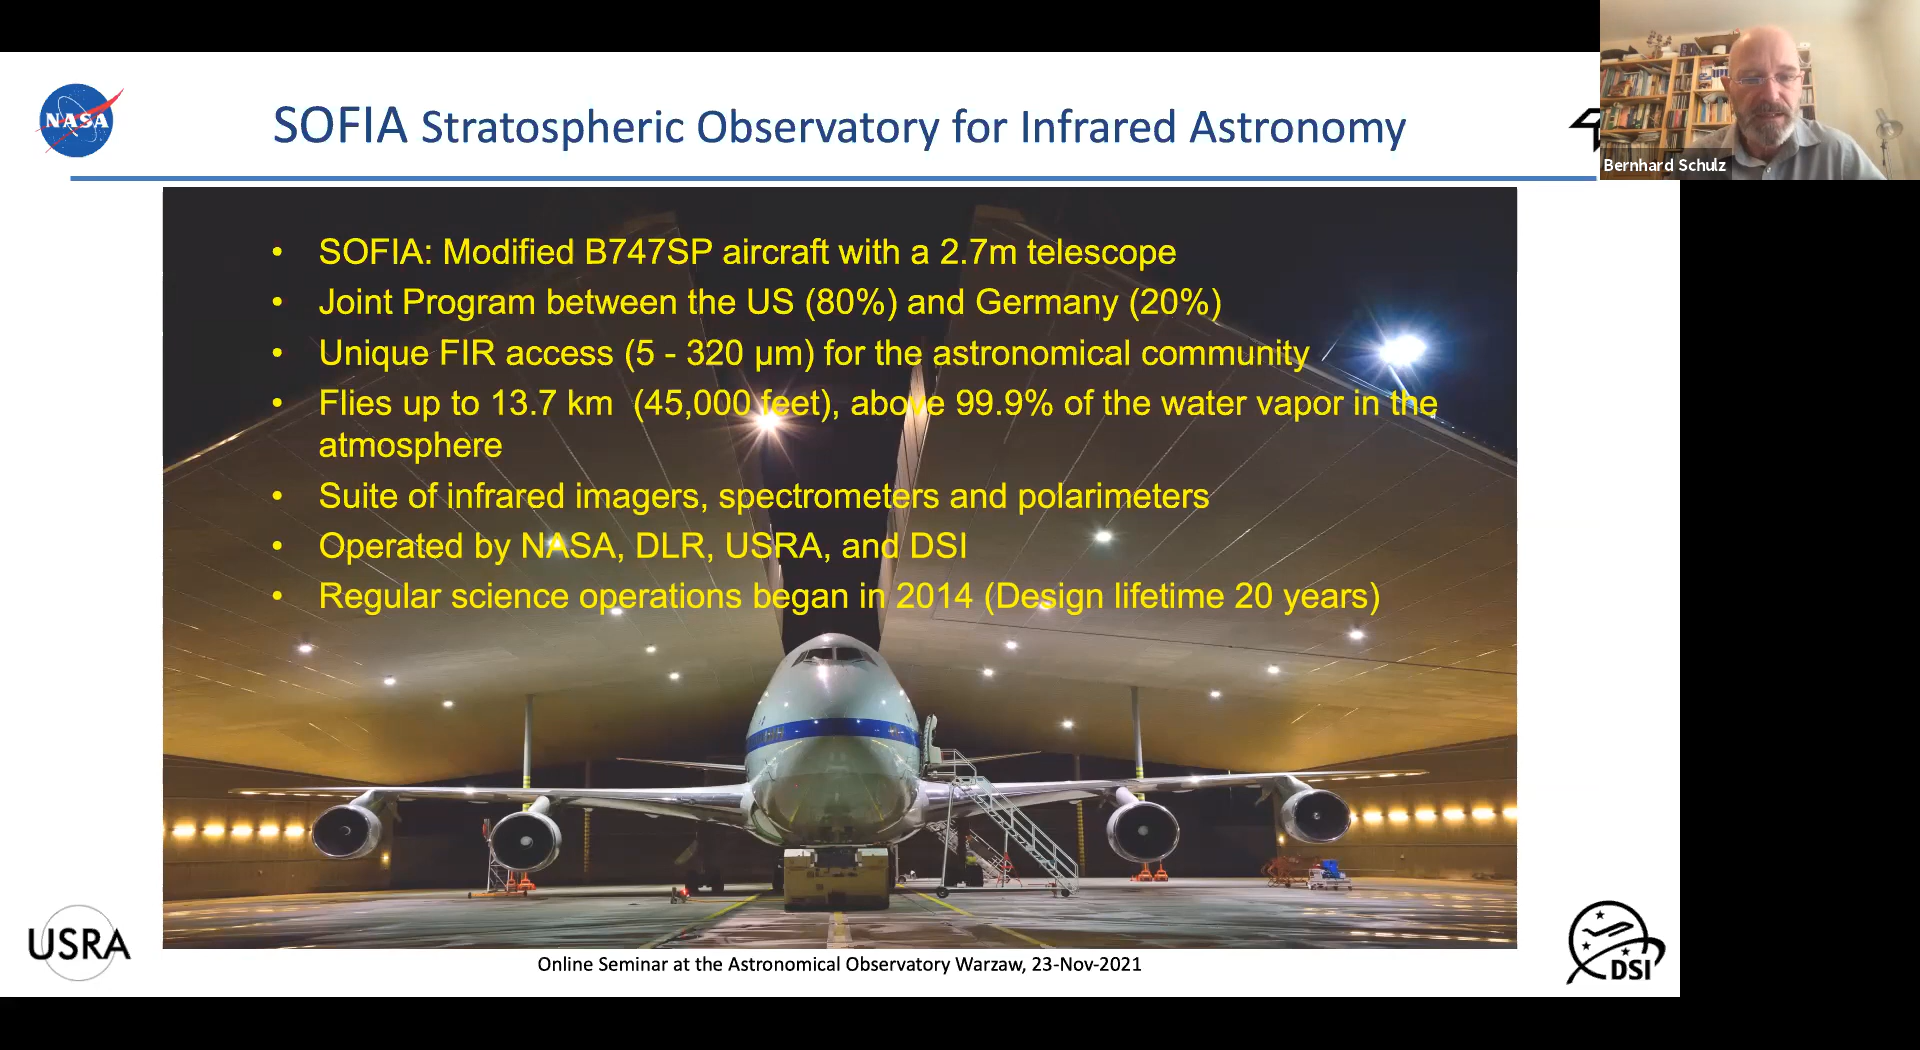 NASA
SOFIA Stratospheric Observatory for Infrared Astronomy
Bernhard Schulz
• SOFIA: Modified B747SP aircraft with a 2.7m telescope
• Joint Program between the US (80%) and Germany (20%)
• Unique FIR access (5 - 320 µm) for the astronomical community
• Flies up to 13.7 km (45,000 feet), above 99.9% of the water vapor in the
atmosphere
• Suite of infrared imagers, spectrometers and polarimeters
• Operated by NASA, DLR, USRA, and DSI
• Regular science operations began in 2014 (Design lifetime 20 years)
USRA
Online Seminar at the Astronomical Observatory Warzaw, 23-Nov-2021
DSI